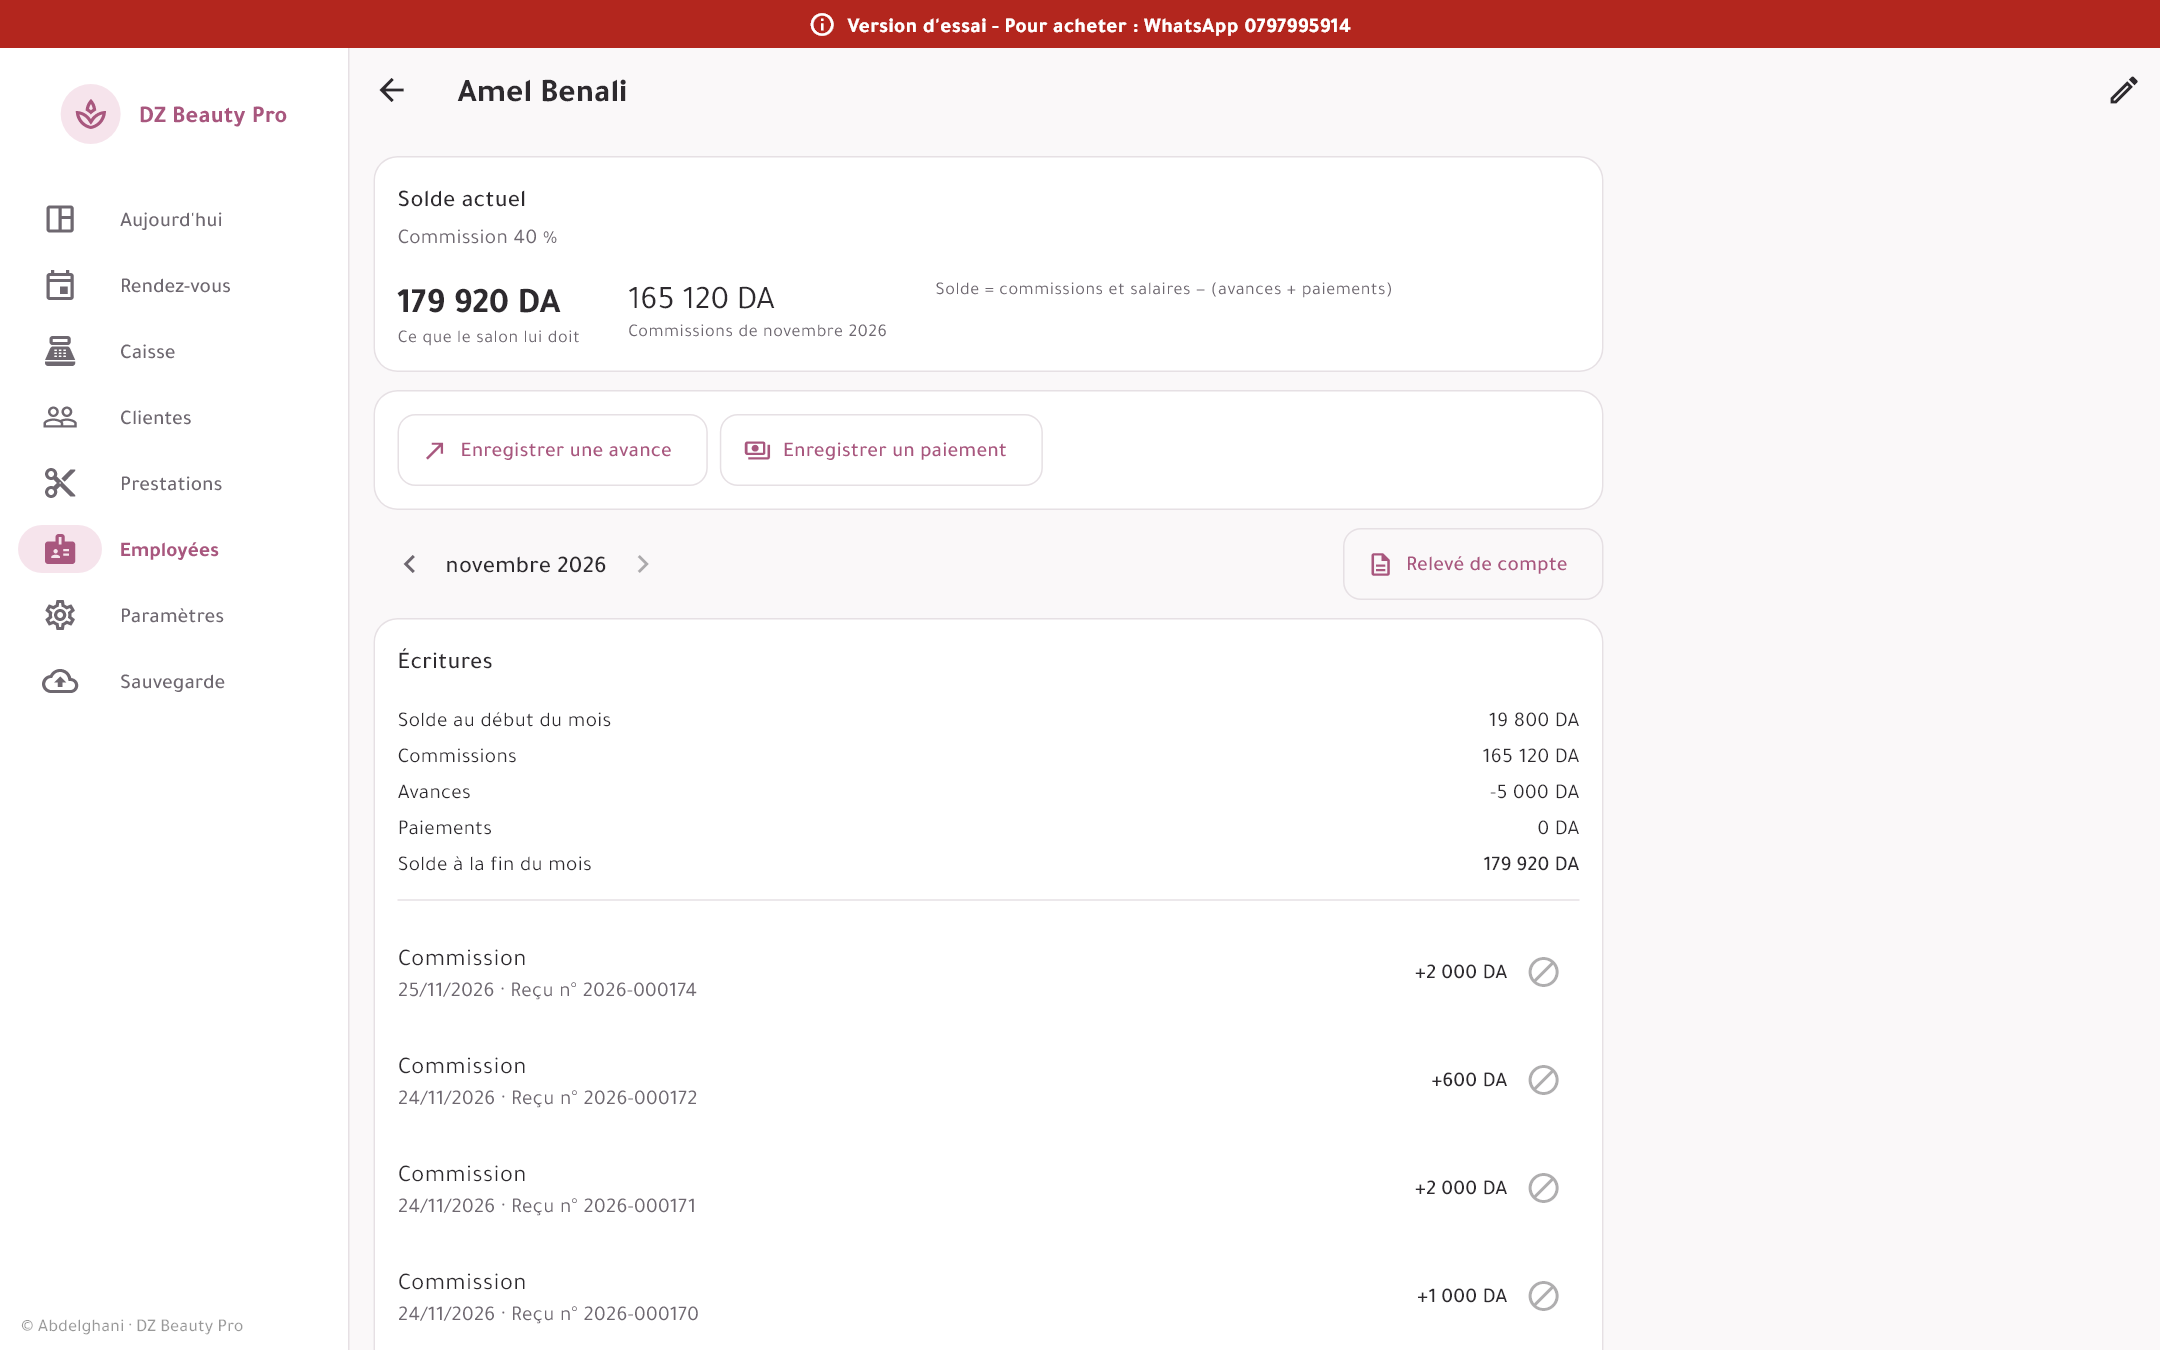 Version d'essai - Pour acheter : WhatsApp 0797995914
DZ Beauty Pro
Aujourd'hui
Rendez-vous
Caisse
Clientes
Prestations
Employées
Paramètres
Sauvegarde
© Abdelghani · DZ Beauty Pro
Amel Benali
Solde actuel
Commission 40 %
179 920 DA
Ce que le salon lui doit
165 120 DA
Commissions de novembre 2026
Solde = commissions et salaires – (avances + paiements)
Enregistrer une avance
Enregistrer un paiement
novembre 2026
Relevé de compte
Écritures
Solde au début du mois 19 800 DA
Commissions 165 120 DA
Avances -5 000 DA
Paiements 0 DA
Solde à la fin du mois 179 920 DA
Commission
25/11/2026 · Reçu n° 2026-000174
+2 000 DA
Commission
24/11/2026 · Reçu n° 2026-000172
+600 DA
Commission
24/11/2026 · Reçu n° 2026-000171
+2 000 DA
Commission
24/11/2026 · Reçu n° 2026-000170
+1 000 DA